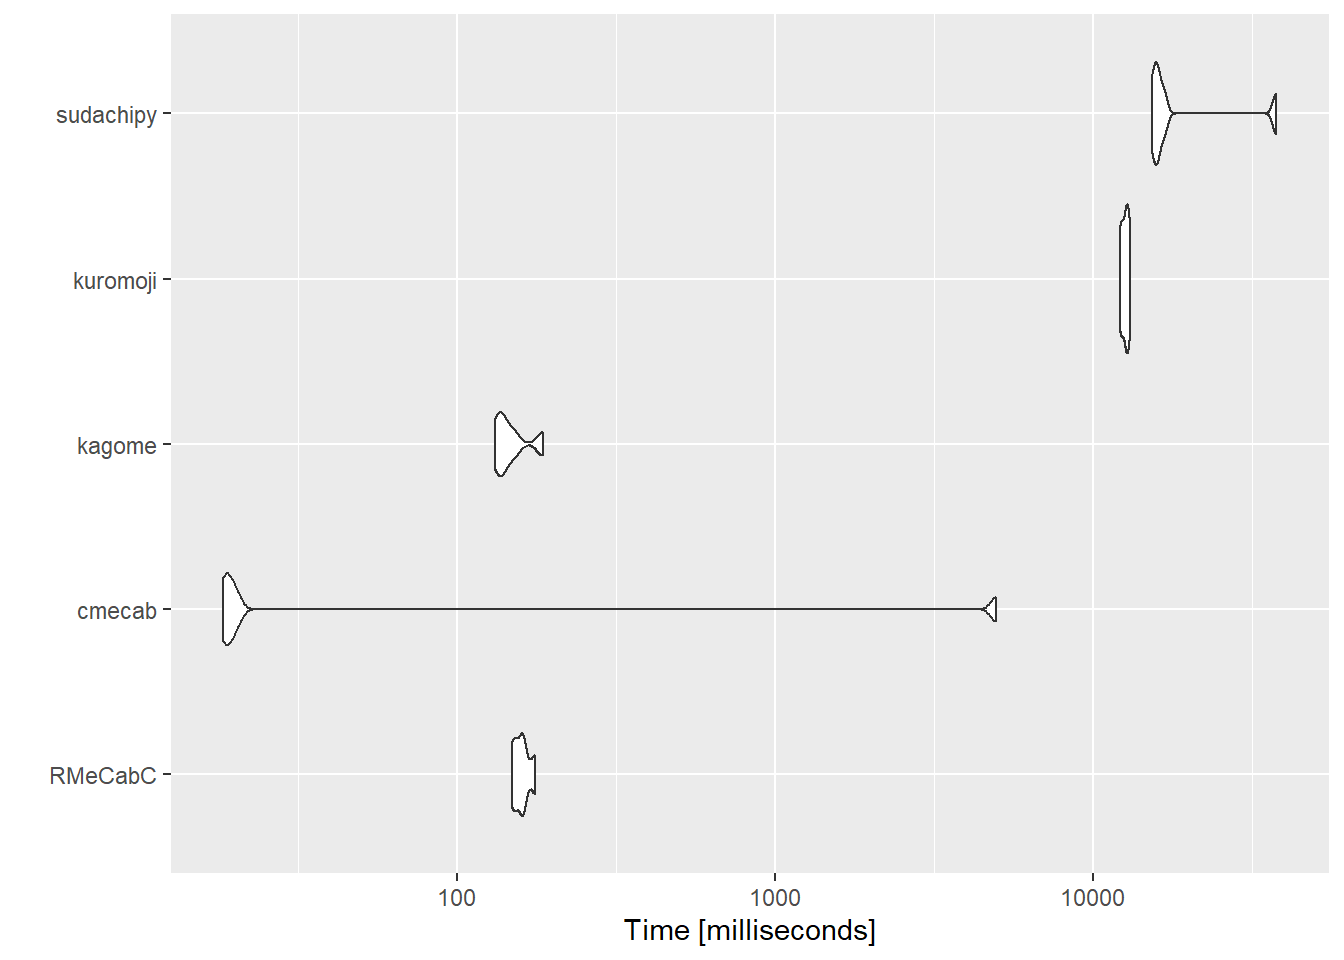 sudachipy
kuromoji
kagome
cmecab
RMeCabC
100 1000 10000
Time [milliseconds]